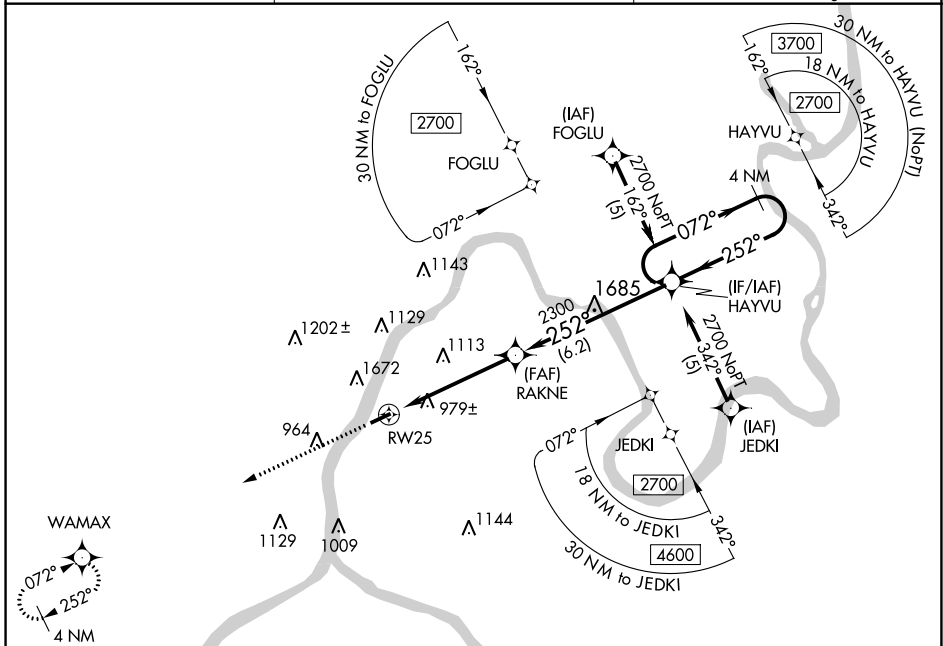 30 NM to FOGLU
162°
2700
FOGLU
072°
(IAF)
FOGLU
2700 NoPT
162°
(5)
3700
30 NM to HAYVU (NoPT)
162°
18 NM to HAYVU
2700
HAYVU
342°
4 NM
072°
252°
(IF/IAF)
HAYVU
1143
1685
2300
252°
(6.2)
1202 ±
1129
1113
(FAF)
RAKNE
2700 NoPT
342°
(5)
(IAF)
JEDKI
1672
979±
RW25
964
072°
JEDKI
2700
18 NM to JEDKI
342°
4600
30 NM to JEDKI
1129
1009
1144
WAMAX
072°
252°
4 NM